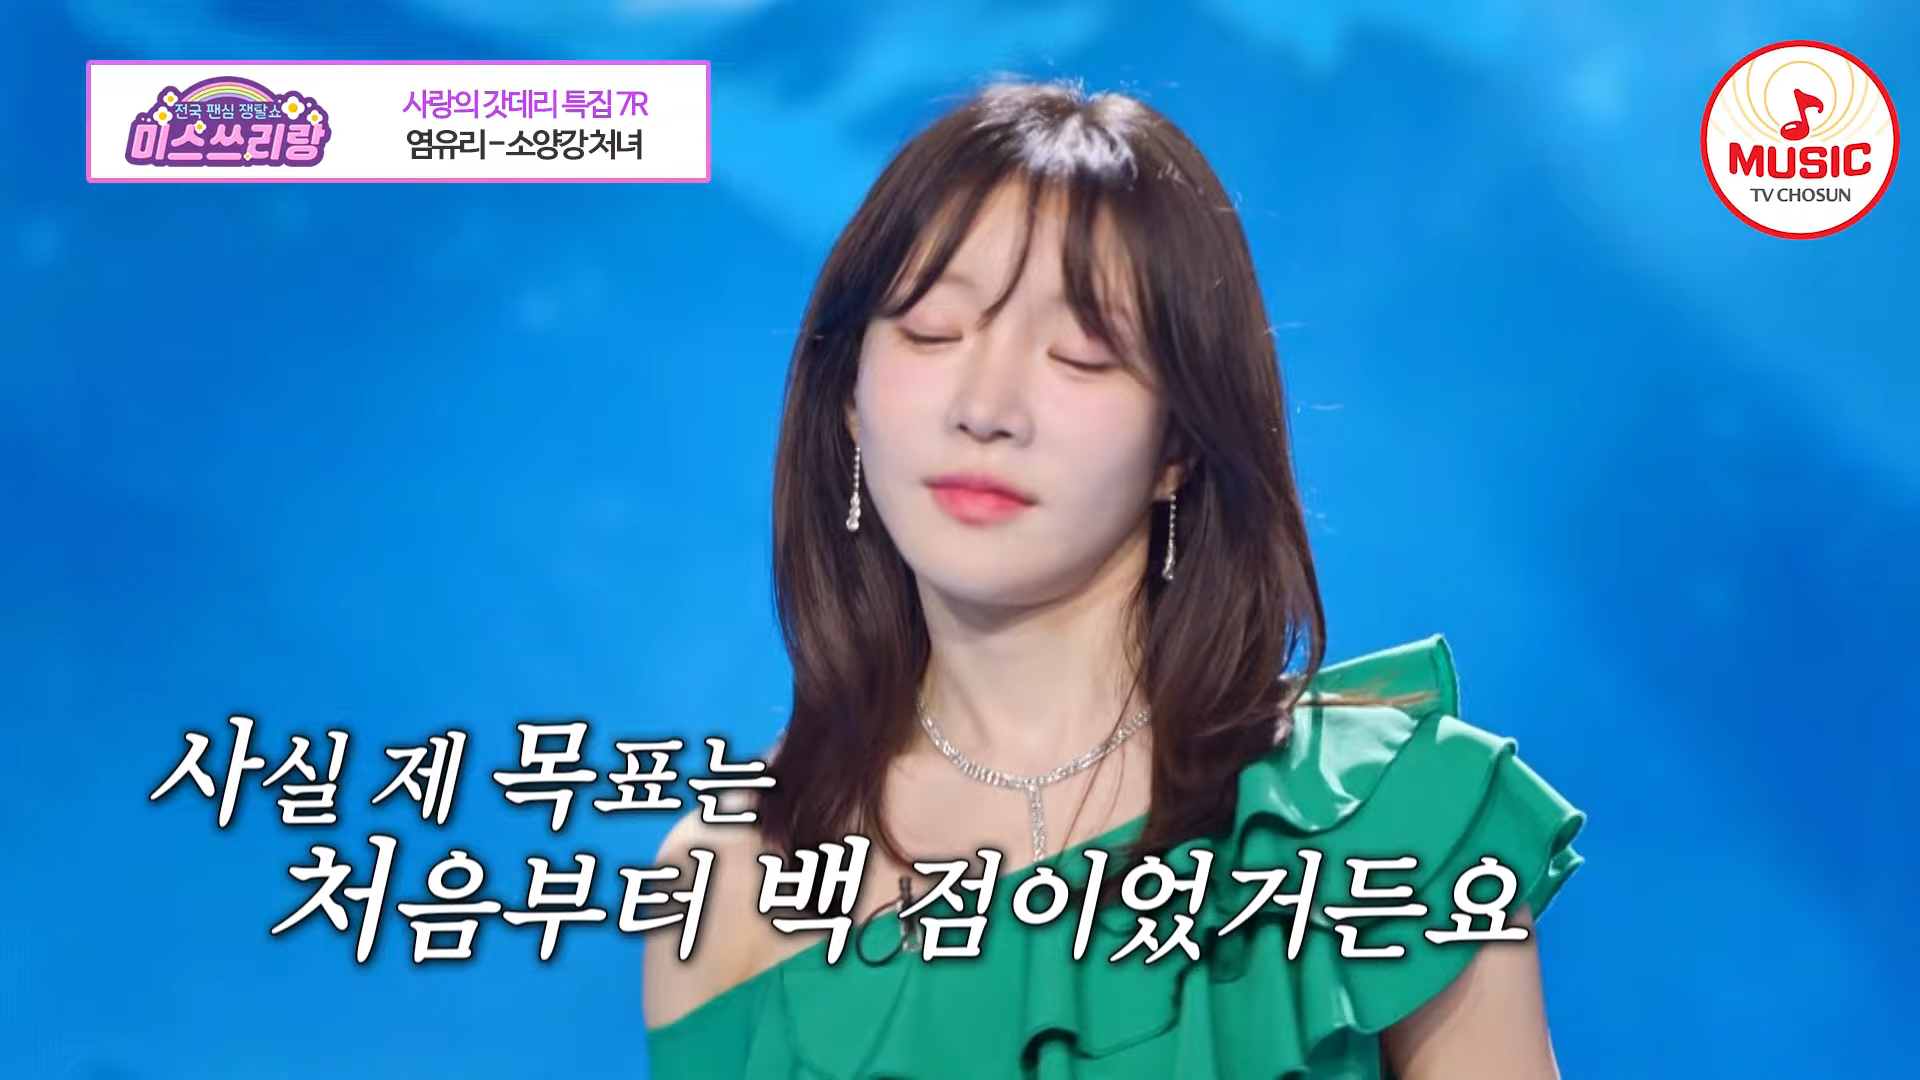 전국 팬심 쟁탈쇼
미스쓰리랑
사랑의 갓데리 특집 7R
염유리-소양강 처녀
MUSIC
TV CHOSUN
사실 제 목표는
처음부터 백 점이었거든요